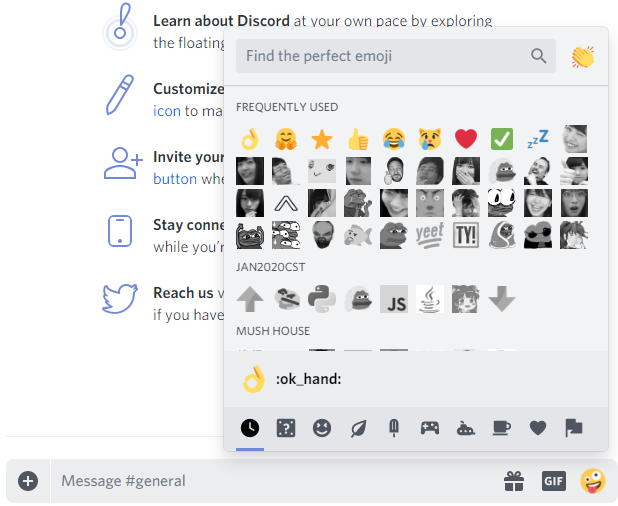 Learn about Discord at your own pace by exploring
the floating
Find the perfect emoji
FREQUENTLY USED
Customize
icon to ma
zzZ
Invite your
button whe
Stay conne
while you'r
yeet
TY!
JAN2020CST
Reach us
if you have
JS
MUSH HOUSE
:ok_hand:
Message #general
GIF